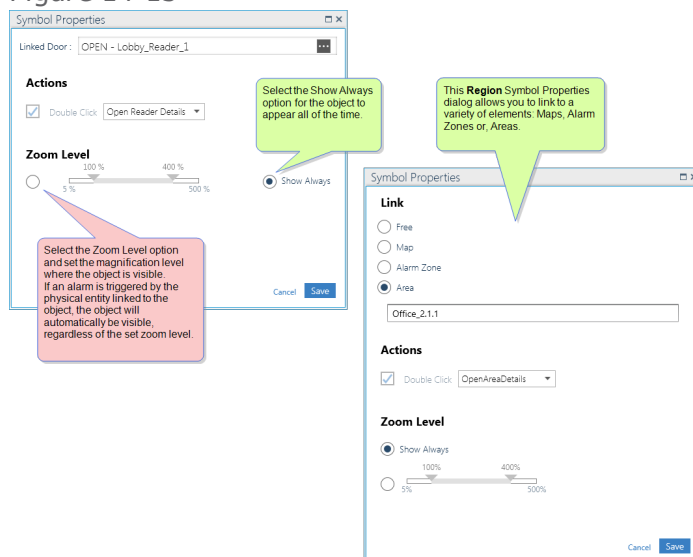 Symbol Properties
Linked Door : OPEN - Lobby_Reader_1
Actions
Double Click Open Reader Details
Zoom Level
100 % 400 %
5 % 500 %
Show Always
Cancel Save
Select the Show Always
option for the object to
appear all of the time.
Select the Zoom Level option
and set the magnification level
where the object is visible.
If an alarm is triggered by the
physical entity linked to the
object, the object will
automatically be visible,
regardless of the set zoom level.
This Region Symbol Properties
dialog allows you to link to a
variety of elements: Maps, Alarm
Zones or, Areas.
Symbol Properties
Link
Free
Map
Alarm Zone
Area
Office_2.1.1
Actions
Double Click OpenAreaDetails
Zoom Level
Show Always
100% 400%
5% 500%
Cancel Save